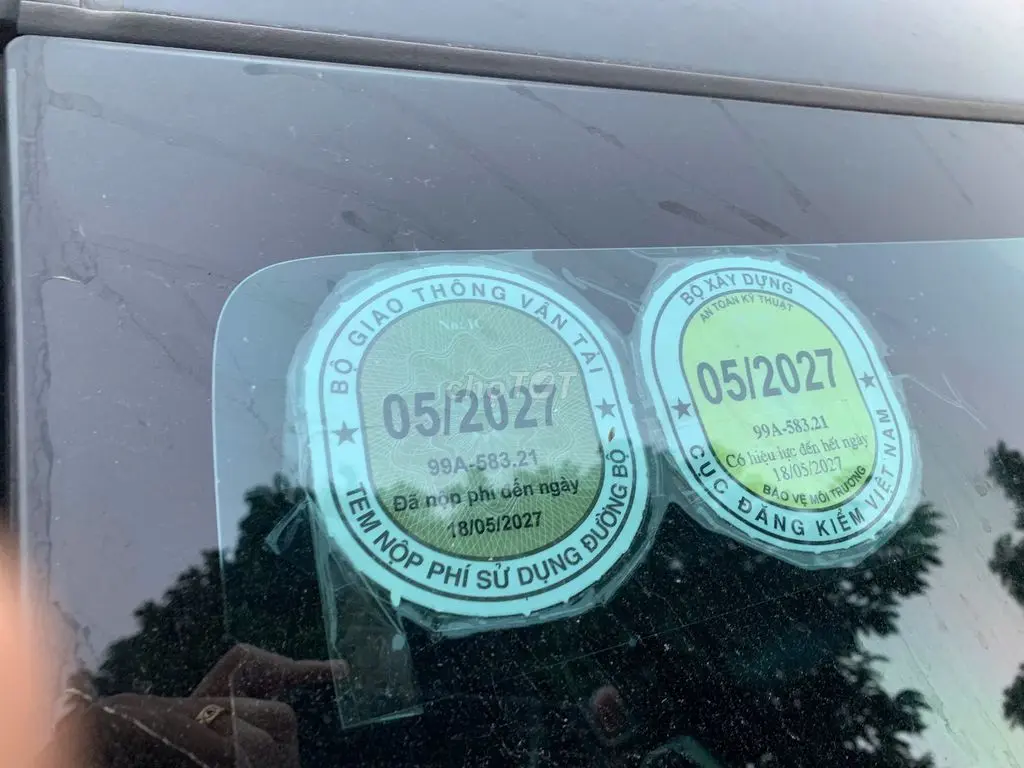 BỘ GIAO THÔNG VẬN TẢI
05/2027
99A-583.21
Đã nộp phí đến ngày
18/05/2027
TEM NỘP PHÍ SỬ DỤNG ĐƯỜNG BỘ
BỘ XÂY DỰNG
AN TOÀN KỸ THUẬT
05/2027
99A-583.21
Có hiệu lực đến hết ngày
18/05/2027
BẢO VỆ MÔI TRƯỜNG
CỤC ĐĂNG KIỂM VIỆT NAM
choTỐT